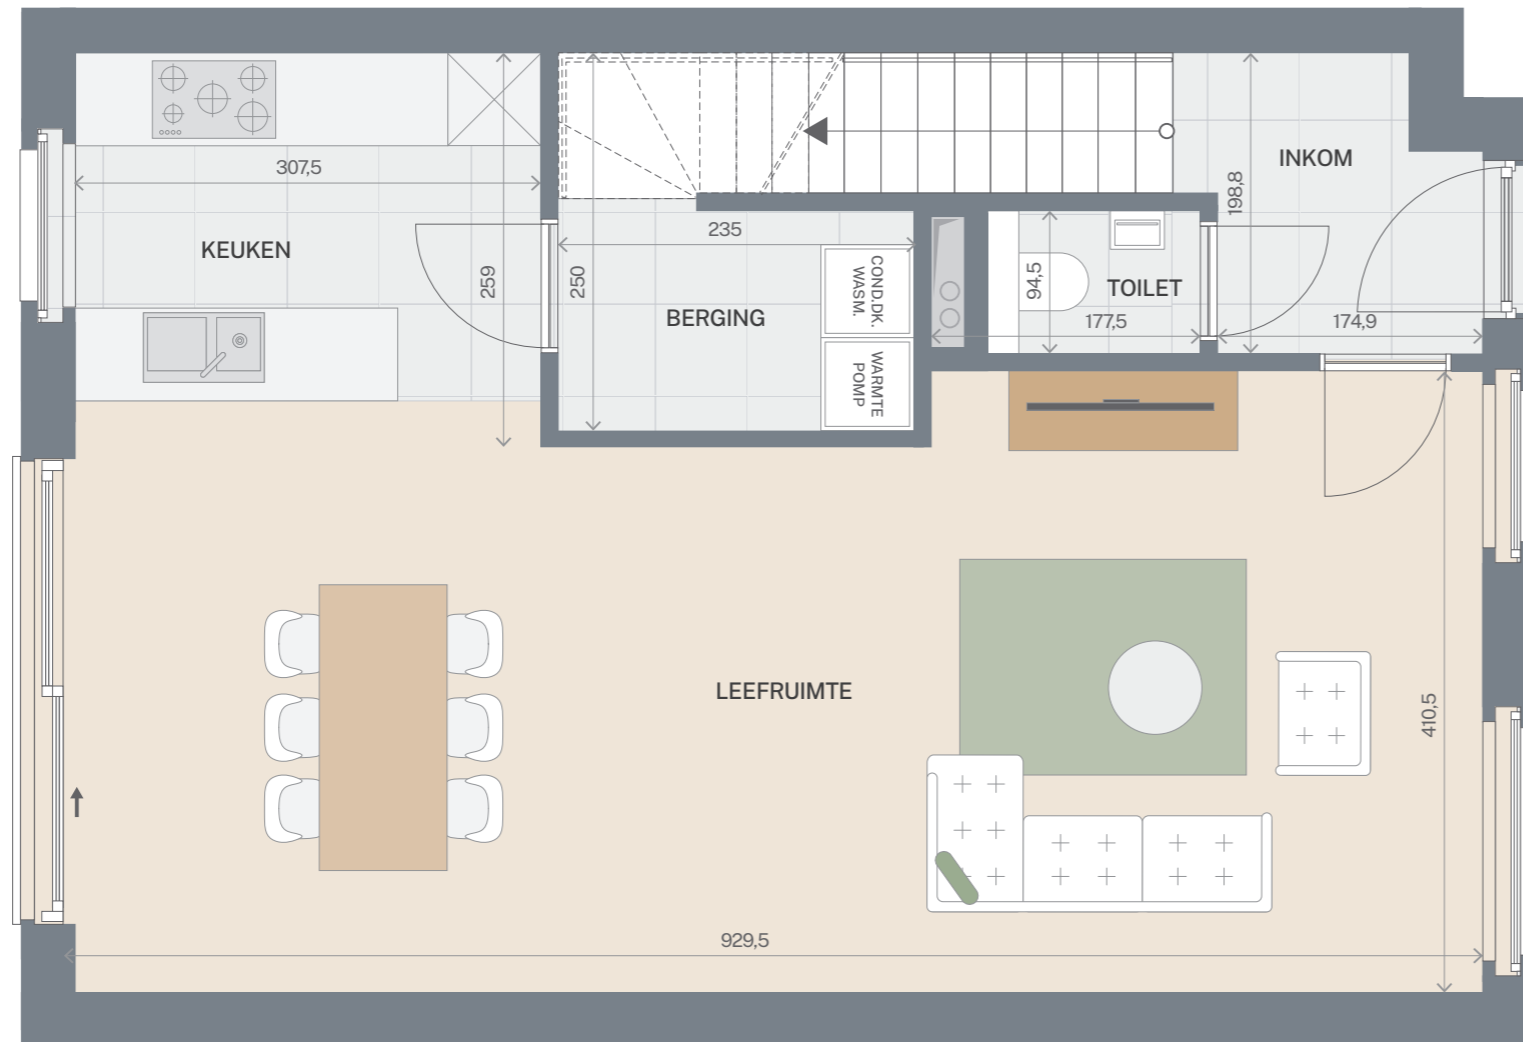 INKOM
307,5
198,8
235
KEUKEN
259
250
COND.DK.
WASM.
94,5
TOILET
BERGING
177,5
174,9
WARMTE
POMP
LEEFRUIMTE
410,5
929,5